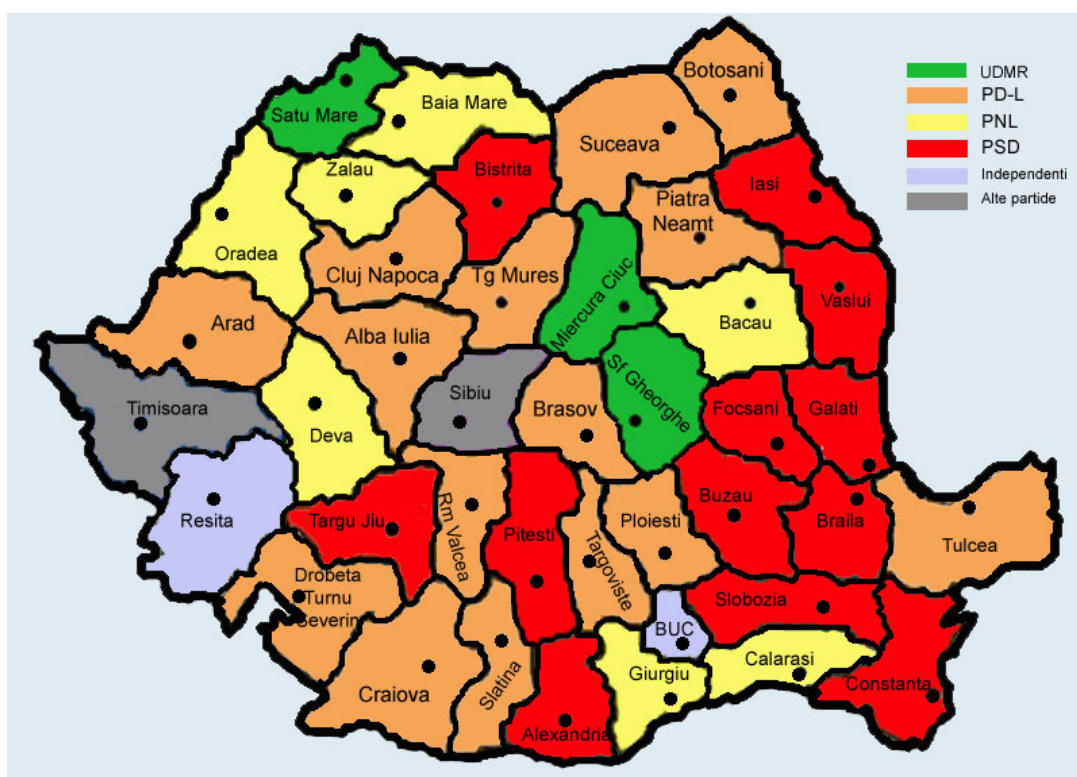 Botosani
UDMR
PD-L
PNL
PSD
Independenti
Alte partide
Satu Mare
Baia Mare
Suceava
Zalau
Bistrita
Iasi
Piatra
Neamt
Oradea
Cluj Napoca
Tg Mures
Miercura Ciuc
Vaslui
Arad
Alba Iulia
Bacau
Timisoara
Deva
Sibiu
Brasov
Sf Gheorghe
Focsani
Galati
Resita
Targu Jiu
Rm Valcea
Pitesti
Targoviste
Ploiesti
Buzau
Braila
Tulcea
Drobeta
Turnu
Severin
Craiova
Slatina
Alexandria
BUC
Giurgiu
Slobozia
Calarasi
Constanta